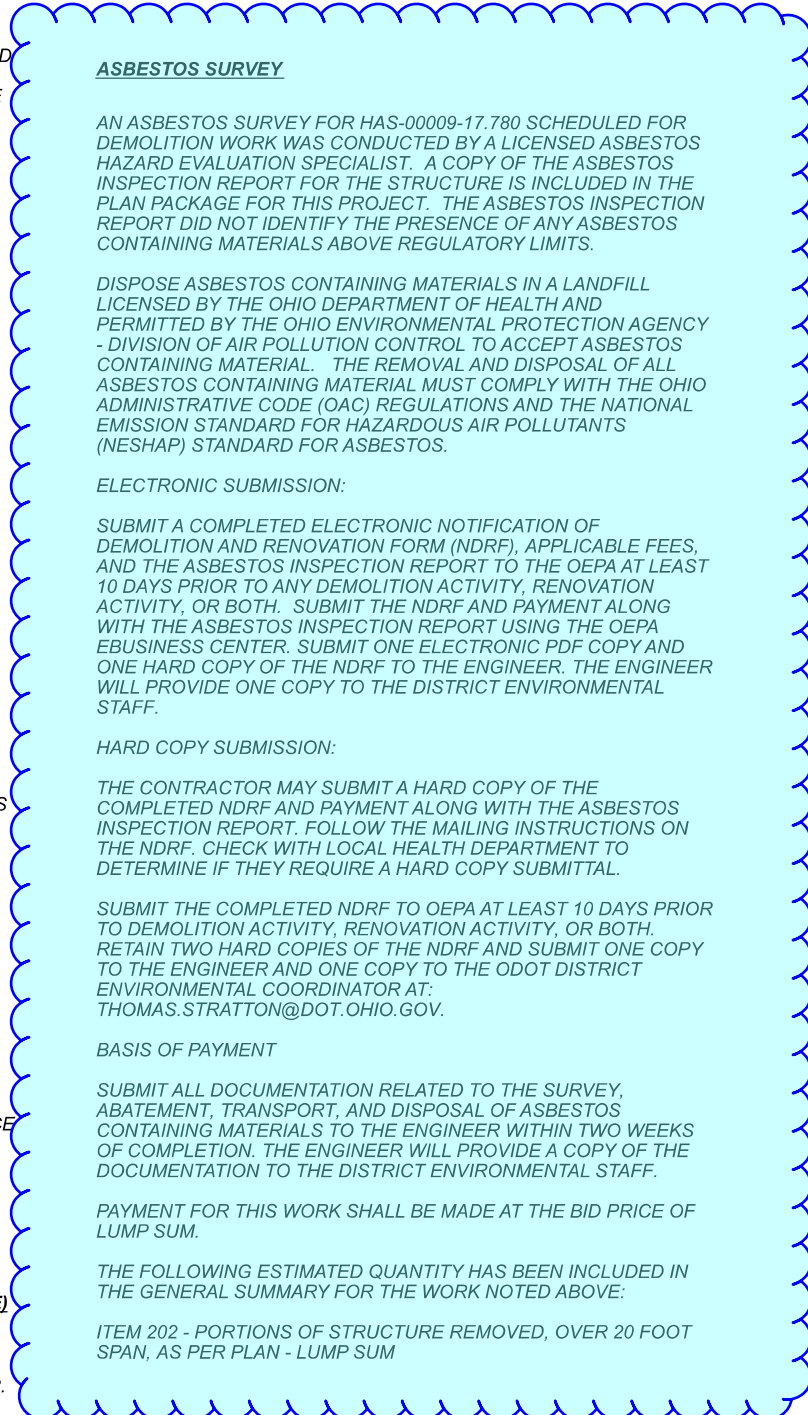 ASBESTOS SURVEY
AN ASBESTOS SURVEY FOR HAS-00009-17.780 SCHEDULED FOR
DEMOLITION WORK WAS CONDUCTED BY A LICENSED ASBESTOS
HAZARD EVALUATION SPECIALIST.  A COPY OF THE ASBESTOS
INSPECTION REPORT FOR THE STRUCTURE IS INCLUDED IN THE
PLAN PACKAGE FOR THIS PROJECT.  THE ASBESTOS INSPECTION
REPORT DID NOT IDENTIFY THE PRESENCE OF ANY ASBESTOS
CONTAINING MATERIALS ABOVE REGULATORY LIMITS.
DISPOSE ASBESTOS CONTAINING MATERIALS IN A LANDFILL
LICENSED BY THE OHIO DEPARTMENT OF HEALTH AND
PERMITTED BY THE OHIO ENVIRONMENTAL PROTECTION AGENCY
- DIVISION OF AIR POLLUTION CONTROL TO ACCEPT ASBESTOS
CONTAINING MATERIAL.   THE REMOVAL AND DISPOSAL OF ALL
ASBESTOS CONTAINING MATERIAL MUST COMPLY WITH THE OHIO
ADMINISTRATIVE CODE (OAC) REGULATIONS AND THE NATIONAL
EMISSION STANDARD FOR HAZARDOUS AIR POLLUTANTS
(NESHAP) STANDARD FOR ASBESTOS.
ELECTRONIC SUBMISSION:
SUBMIT A COMPLETED ELECTRONIC NOTIFICATION OF
DEMOLITION AND RENOVATION FORM (NDRF), APPLICABLE FEES,
AND THE ASBESTOS INSPECTION REPORT TO THE OEPA AT LEAST
10 DAYS PRIOR TO ANY DEMOLITION ACTIVITY, RENOVATION
ACTIVITY, OR BOTH.  SUBMIT THE NDRF AND PAYMENT ALONG
WITH THE ASBESTOS INSPECTION REPORT USING THE OEPA
EBUSINESS CENTER. SUBMIT ONE ELECTRONIC PDF COPY AND
ONE HARD COPY OF THE NDRF TO THE ENGINEER. THE ENGINEER
WILL PROVIDE ONE COPY TO THE DISTRICT ENVIRONMENTAL
STAFF.
HARD COPY SUBMISSION:
THE CONTRACTOR MAY SUBMIT A HARD COPY OF THE
COMPLETED NDRF AND PAYMENT ALONG WITH THE ASBESTOS
INSPECTION REPORT. FOLLOW THE MAILING INSTRUCTIONS ON
THE NDRF. CHECK WITH LOCAL HEALTH DEPARTMENT TO
DETERMINE IF THEY REQUIRE A HARD COPY SUBMITTAL.
SUBMIT THE COMPLETED NDRF TO OEPA AT LEAST 10 DAYS PRIOR
TO DEMOLITION ACTIVITY, RENOVATION ACTIVITY, OR BOTH.
RETAIN TWO HARD COPIES OF THE NDRF AND SUBMIT ONE COPY
TO THE ENGINEER AND ONE COPY TO THE ODOT DISTRICT
ENVIRONMENTAL COORDINATOR AT:
THOMAS.STRATTON@DOT.OHIO.GOV.
BASIS OF PAYMENT
SUBMIT ALL DOCUMENTATION RELATED TO THE SURVEY,
ABATEMENT, TRANSPORT, AND DISPOSAL OF ASBESTOS
CONTAINING MATERIALS TO THE ENGINEER WITHIN TWO WEEKS
OF COMPLETION. THE ENGINEER WILL PROVIDE A COPY OF THE
DOCUMENTATION TO THE DISTRICT ENVIRONMENTAL STAFF.
PAYMENT FOR THIS WORK SHALL BE MADE AT THE BID PRICE OF
LUMP SUM.
THE FOLLOWING ESTIMATED QUANTITY HAS BEEN INCLUDED IN
THE GENERAL SUMMARY FOR THE WORK NOTED ABOVE:
ITEM 202 - PORTIONS OF STRUCTURE REMOVED, OVER 20 FOOT
SPAN, AS PER PLAN - LUMP SUM